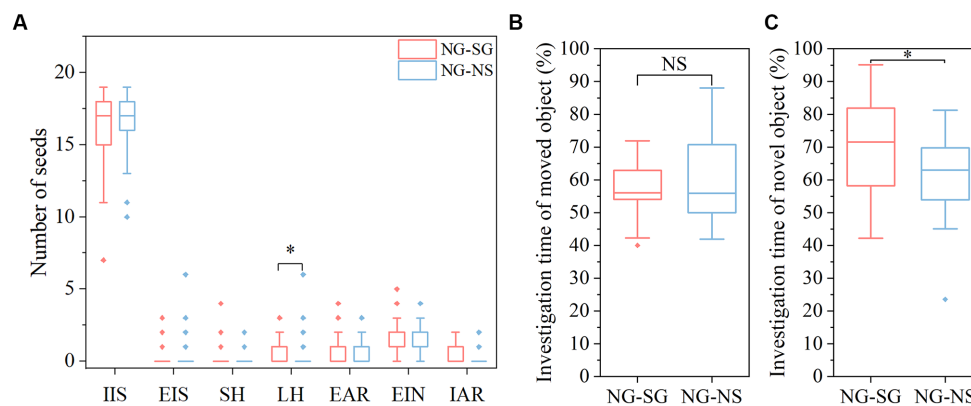 A
Number of seeds
20
15
10
5
0
NG-SG
NG-NS
*
IIS EIS SH LH EAR EIN IAR
B
Investigation time of moved object (%)
100
90
80
70
60
50
40
30
20
10
0
NS
NG-SG NG-NS
C
Investigation time of novel object (%)
100
90
80
70
60
50
40
30
20
10
0
*
NG-SG NG-NS